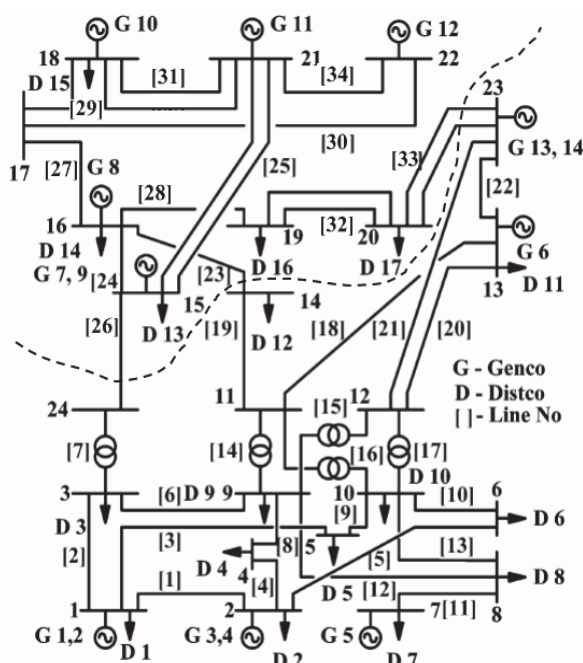 G 10
G 11
G 12
18
21
22
D 15
[31]
[34]
23
[29]
[30]
[33]
G 13, 14
17
[27]
G 8
[25]
[22]
[28]
16
[32]
19
20
G 6
D 14
D 16
D 17
13
G 7, 9
[24]
[23]
D 11
15
14
[26]
D 13
[19]
D 12
[18]
[21]
[20]
G - Genco
D - Distco
[ ] - Line No
24
11
12
[15]
[7]
[14]
[16]
[17]
D 10
3
[6]
D 9
9
10
[10]
6
D 3
[9]
D 6
[3]
[2]
[8]
5
[13]
D 4
4
[5]
[1]
[4]
D 5
[12]
D 8
1
2
7
[11]
8
G 1,2
D 1
G 3,4
D 2
G 5
D 7